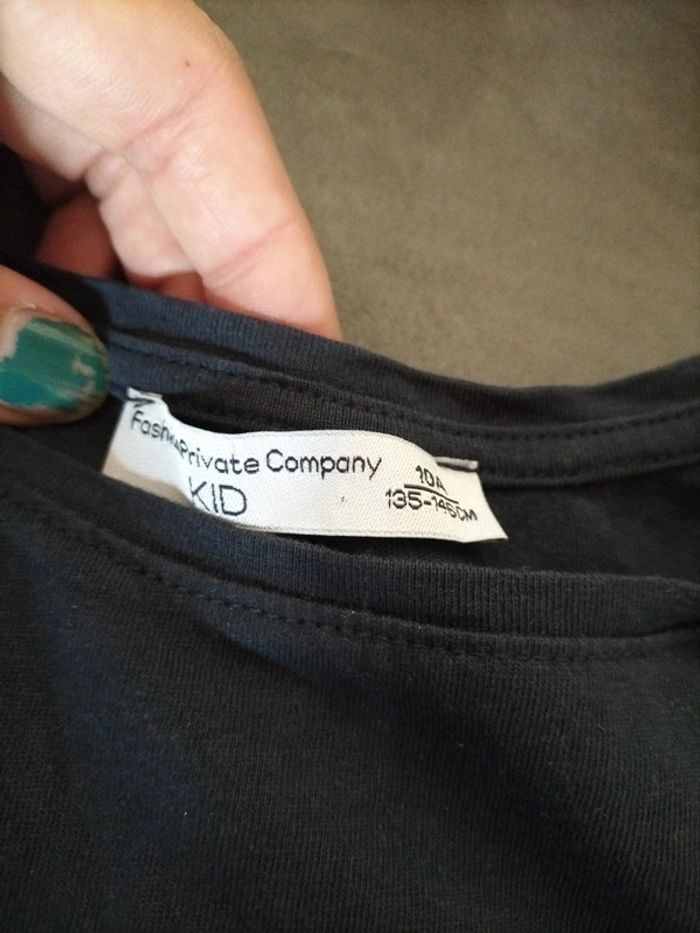 Private Company
KID
10A
135-145CM